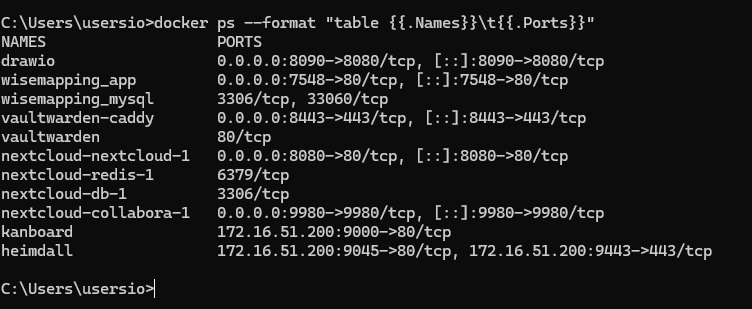 C:\Users\usersio>docker ps --format "table {{.Names}}\t{{.Ports}}"
NAMES PORTS
drawio 0.0.0.0:8090->8080/tcp, [::]:8090->8080/tcp
wisemapping_app 0.0.0.0:7548->80/tcp, [::]:7548->80/tcp
wisemapping_mysql 3306/tcp, 33060/tcp
vaultwarden-caddy 0.0.0.0:8443->443/tcp, [::]:8443->443/tcp
vaultwarden 80/tcp
nextcloud-nextcloud-1 0.0.0.0:8080->80/tcp, [::]:8080->80/tcp
nextcloud-redis-1 6379/tcp
nextcloud-db-1 3306/tcp
nextcloud-collabora-1 0.0.0.0:9980->9980/tcp, [::]:9980->9980/tcp
kanboard 172.16.51.200:9000->80/tcp
heimdall 172.16.51.200:9045->80/tcp, 172.16.51.200:9443->443/tcp
C:\Users\usersio>